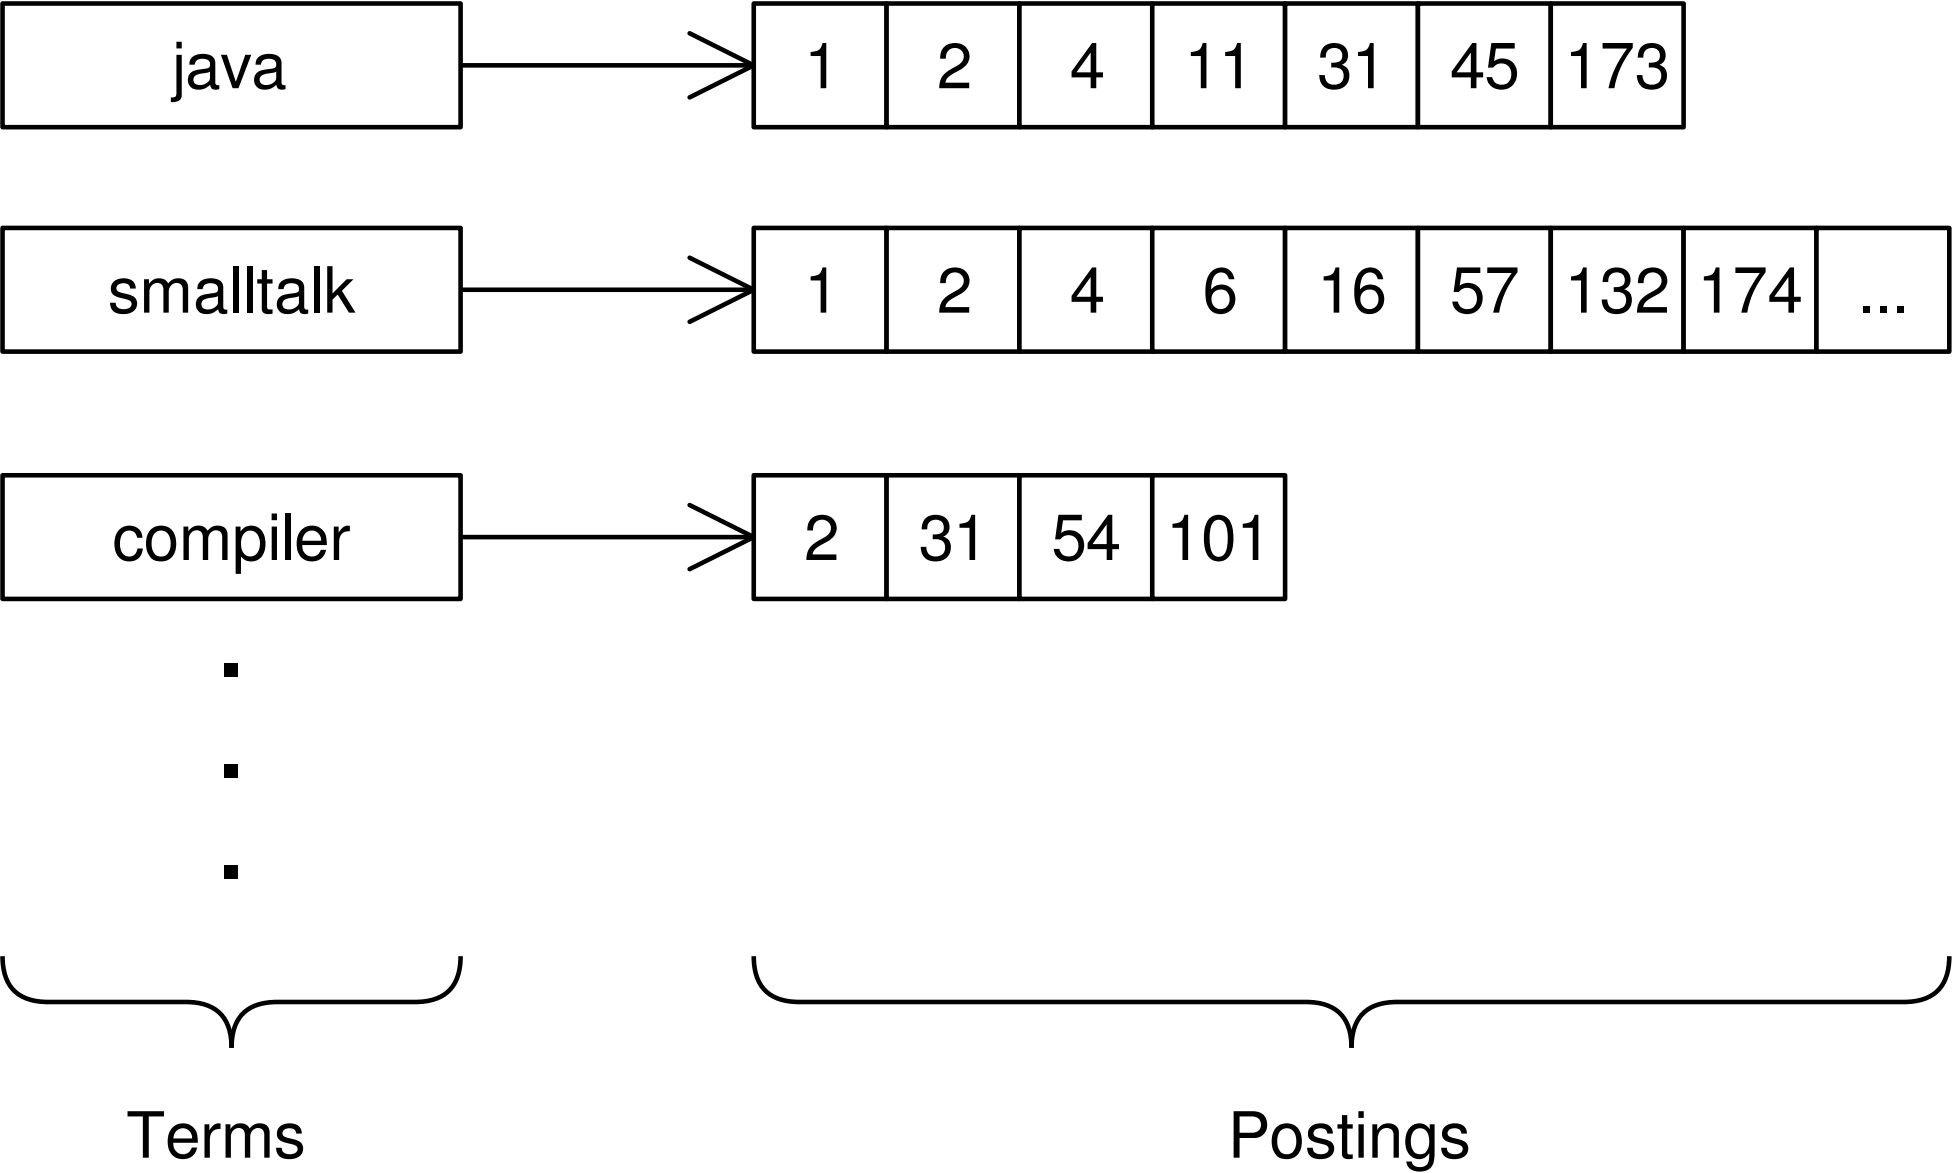 java 1 2 4 11 31 45 173
smalltalk 1 2 4 6 16 57 132 174 ...
compiler 2 31 54 101
.
.
.
Terms Postings